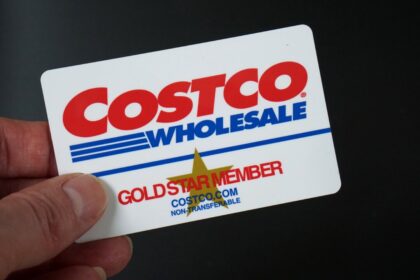 COSTCO®
WHOLESALE
GOLD STAR MEMBER
COSTCO.COM
NON-TRANSFERABLE